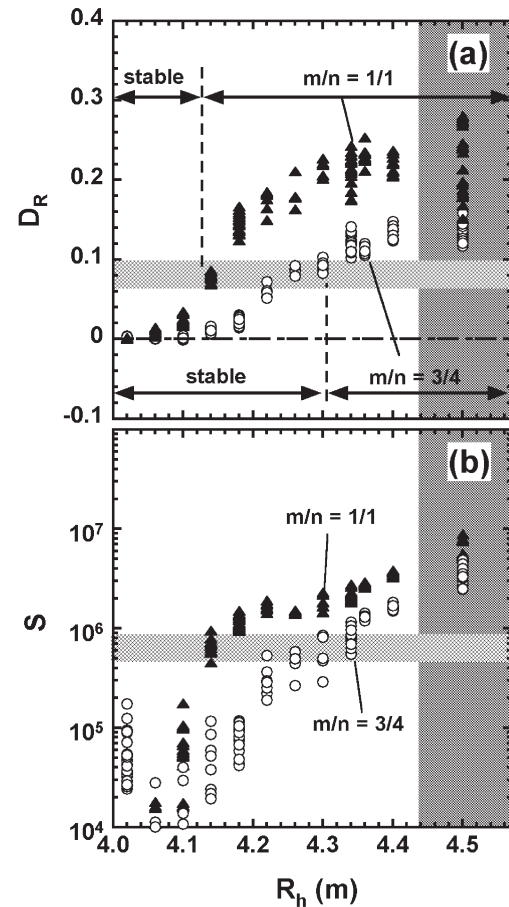 0.4
(a)
stable
m/n = 1/1
0.3
0.2
D_R
0.1
0
stable
m/n = 3/4
-0.1
(b)
m/n = 1/1
10^7
S
10^6
10^5
m/n = 3/4
10^4
4.0 4.1 4.2 4.3 4.4 4.5
R_h (m)